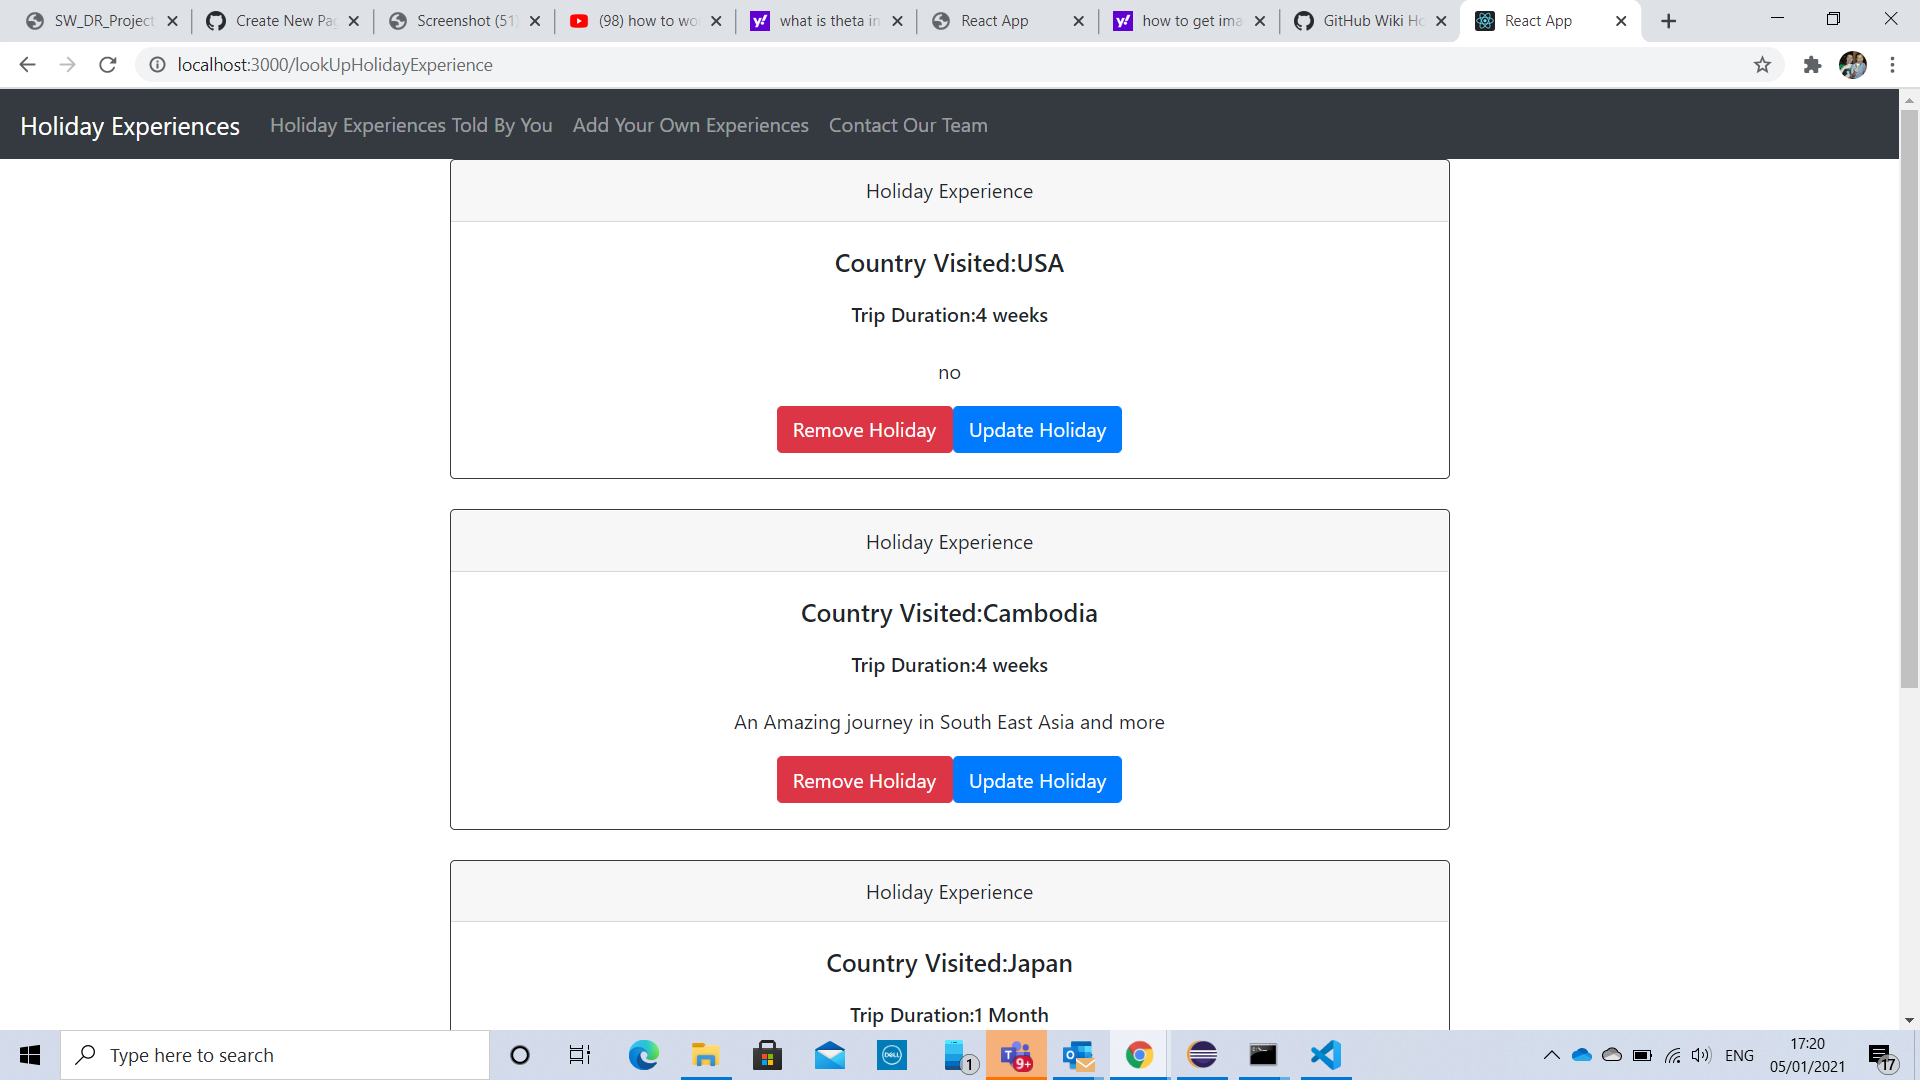 SW_DR_Project
Create New Pa
Screenshot (51)
(98) how to wo
what is theta in
React App
how to get ima
GitHub Wiki Ho
React App
localhost:3000/lookUpHolidayExperience
Holiday Experiences
Holiday Experiences Told By You
Add Your Own Experiences
Contact Our Team
Holiday Experience
Country Visited:USA
Trip Duration:4 weeks
no
Remove Holiday
Update Holiday
Holiday Experience
Country Visited:Cambodia
Trip Duration:4 weeks
An Amazing journey in South East Asia and more
Remove Holiday
Update Holiday
Holiday Experience
Country Visited:Japan
Trip Duration:1 Month
Type here to search
DELL
1
9+
ENG
17:20
05/01/2021
17